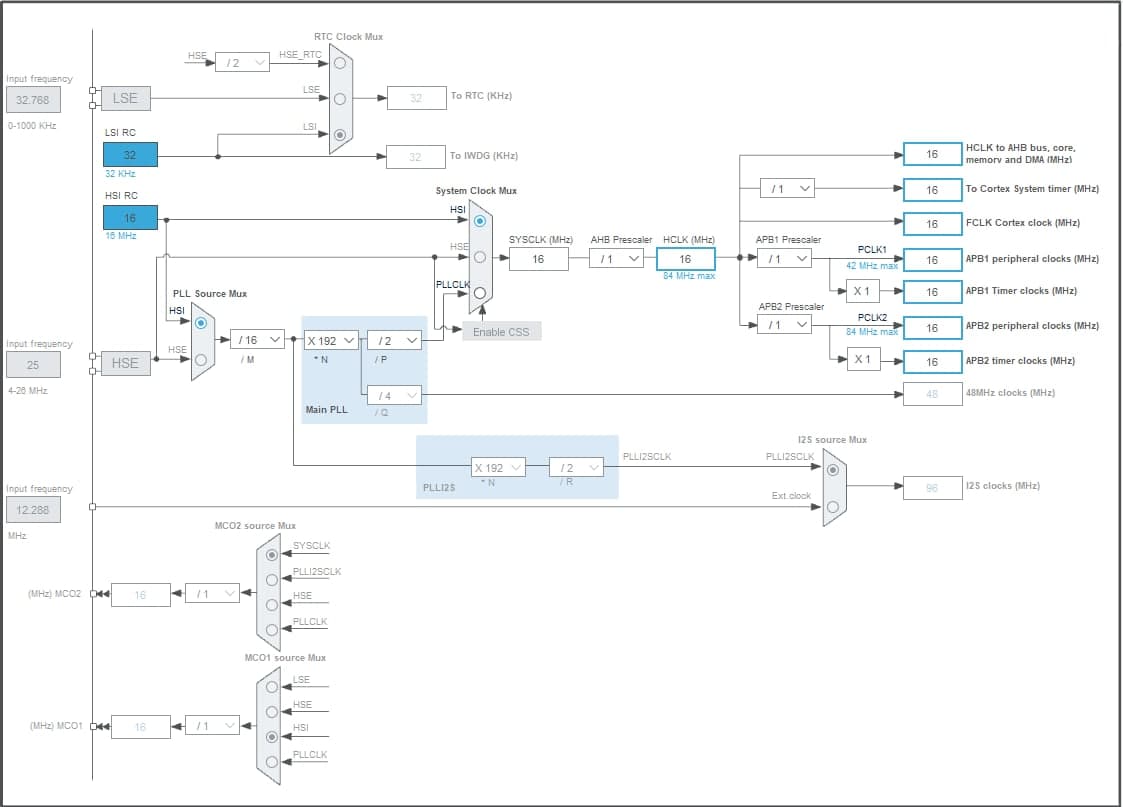 RTC Clock Mux
HSE
/ 2
HSE_RTC
Input frequency
32.768
0-1000 KHz
LSE
LSE
32
To RTC (KHz)
LSI
LSI RC
32
32 KHz
32
To IWDG (KHz)
HSI RC
16
16 MHz
System Clock Mux
HSI
HSE
PLLCLK
SYSCLK (MHz)
16
AHB Prescaler
/ 1
HCLK (MHz)
16
84 MHz max
Enable CSS
16
HCLK to AHB bus, core,
memory and DMA (MHz)
/ 1
16
To Cortex System timer (MHz)
16
FCLK Cortex clock (MHz)
APB1 Prescaler
/ 1
PCLK1
42 MHz max
16
APB1 peripheral clocks (MHz)
X 1
16
APB1 Timer clocks (MHz)
APB2 Prescaler
/ 1
PCLK2
84 MHz max
16
APB2 peripheral clocks (MHz)
X 1
16
APB2 timer clocks (MHz)
48
48MHz clocks (MHz)
PLL Source Mux
HSI
HSE
Input frequency
25
4-26 MHz
HSE
/ 16
/ M
X 192
* N
/ 2
/ P
/ 4
/ Q
Main PLL
X 192
* N
/ 2
/ R
PLLI2S
PLLI2SCLK
I2S source Mux
PLLI2SCLK
Ext.clock
96
I2S clocks (MHz)
Input frequency
12.288
MHz
MCO2 source Mux
SYSCLK
PLLI2SCLK
HSE
PLLCLK
(MHz) MCO2
16
/ 1
MCO1 source Mux
LSE
HSE
HSI
PLLCLK
(MHz) MCO1
16
/ 1